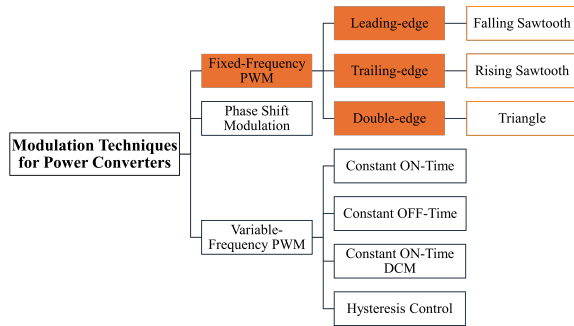 Modulation Techniques
for Power Converters
Fixed-Frequency
PWM
Leading-edge
Falling Sawtooth
Trailing-edge
Rising Sawtooth
Double-edge
Triangle
Phase Shift
Modulation
Variable-
Frequency PWM
Constant ON-Time
Constant OFF-Time
Constant ON-Time
DCM
Hysteresis Control